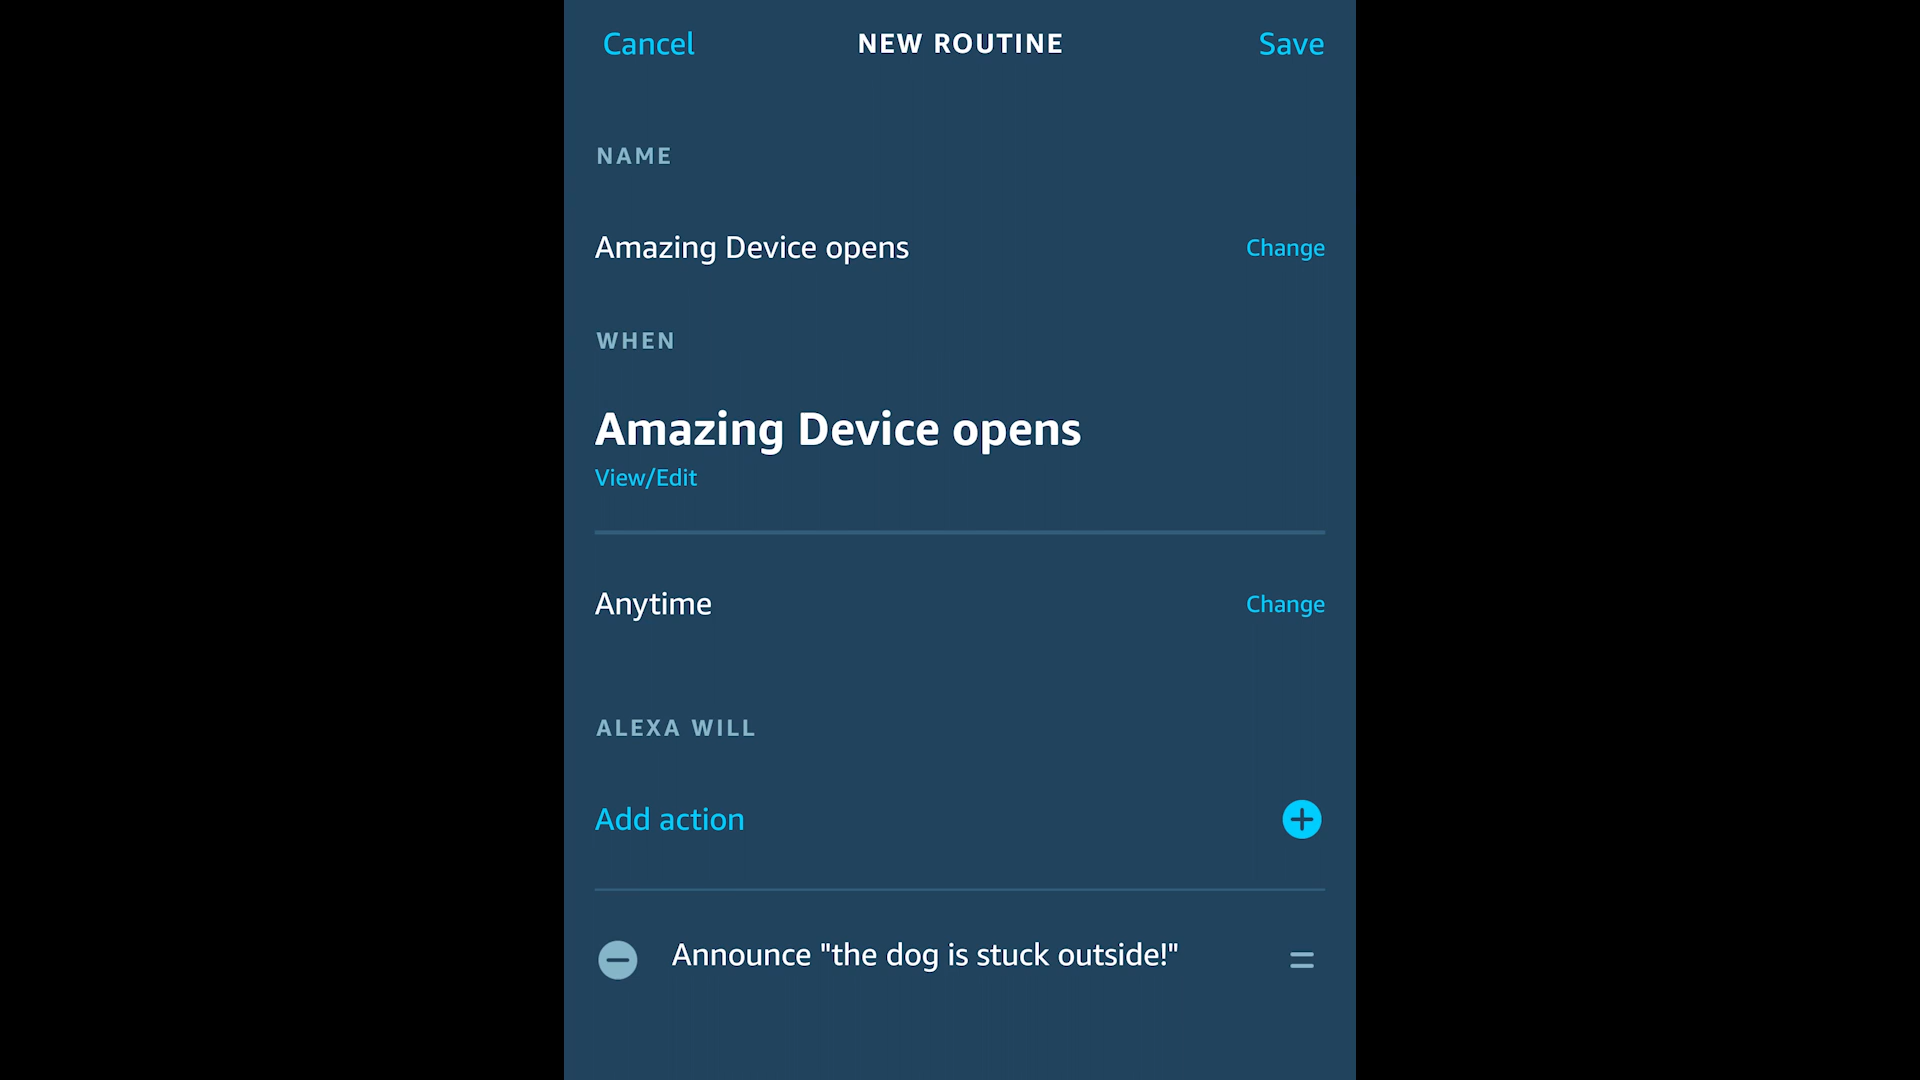 Cancel NEW ROUTINE Save
NAME
Amazing Device opens Change
WHEN
Amazing Device opens
View/Edit
Anytime Change
ALEXA WILL
Add action
Announce "the dog is stuck outside!"